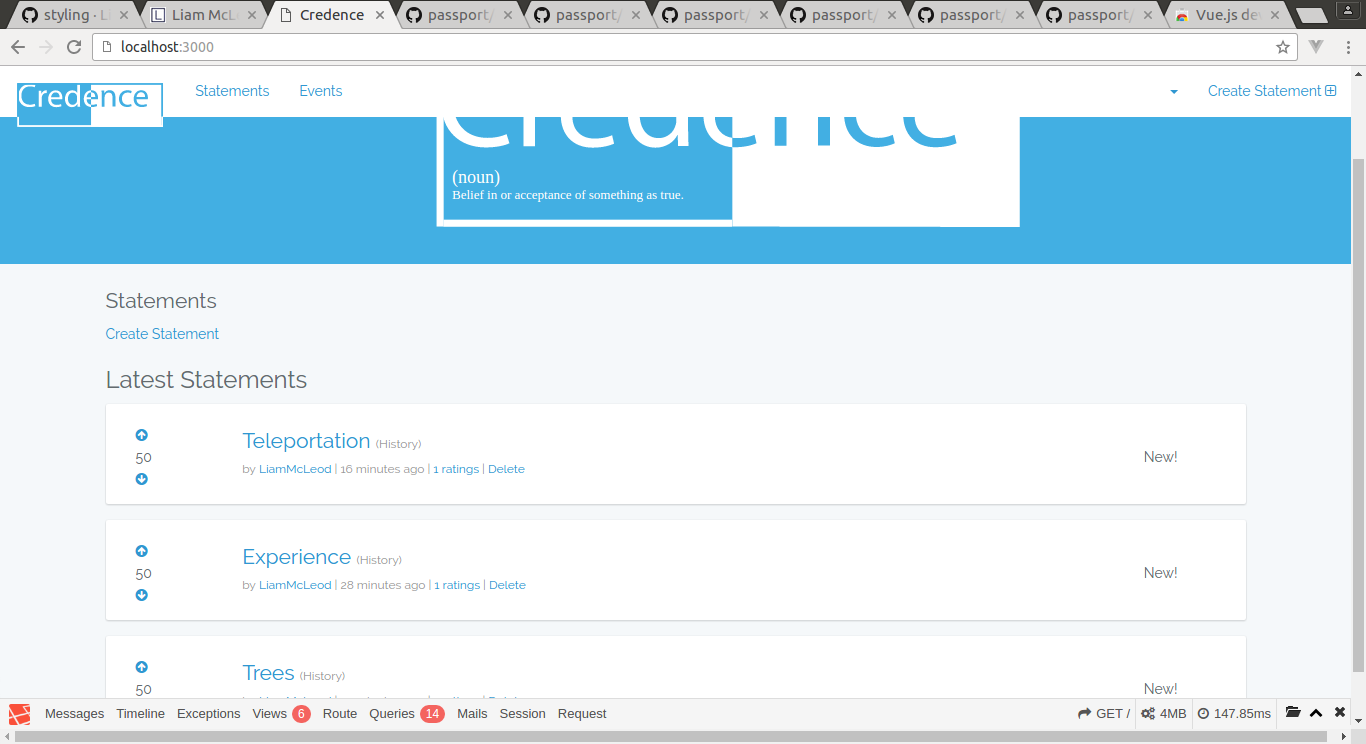 styling · Li
Liam McL
Credence
passport/
passport/
passport/
passport/
passport/
passport/
Vue.js dev
localhost:3000
Credence
Statements
Events
Create Statement
Credence
(noun)
Belief in or acceptance of something as true.
Statements
Create Statement
Latest Statements
50
Teleportation (History)
by LiamMcLeod | 16 minutes ago | 1 ratings | Delete
New!
50
Experience (History)
by LiamMcLeod | 28 minutes ago | 1 ratings | Delete
New!
50
Trees (History)
New!
Messages Timeline Exceptions Views 6 Route Queries 14 Mails Session Request
GET / 4MB 147.85ms